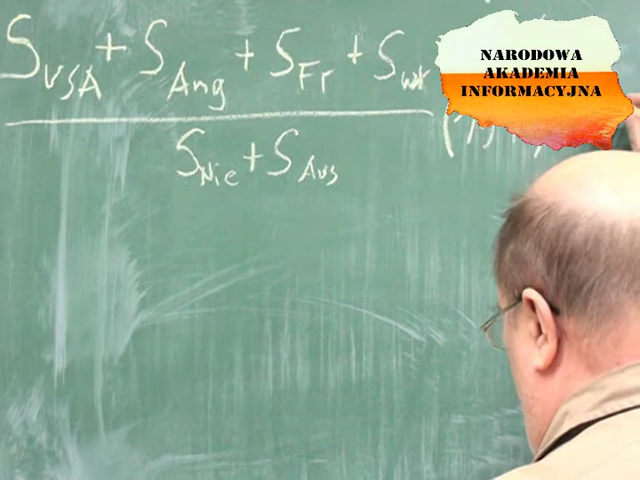 S_USA + S_Ang + S_Fr + S_wł
S_Nie + S_Aus
NARODOWA
AKADEMIA
INFORMACYJNA